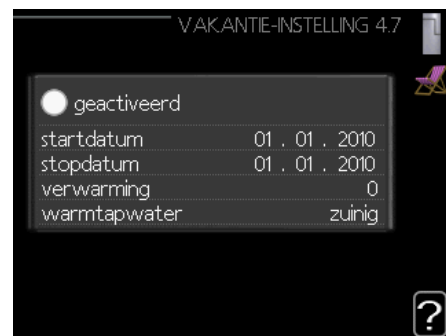 VAKANTIE-INSTELLING 4.7
geactiveerd
startdatum 01 . 01 . 2010
stopdatum 01 . 01 . 2010
verwarming 0
warmtapwater zuinig
?